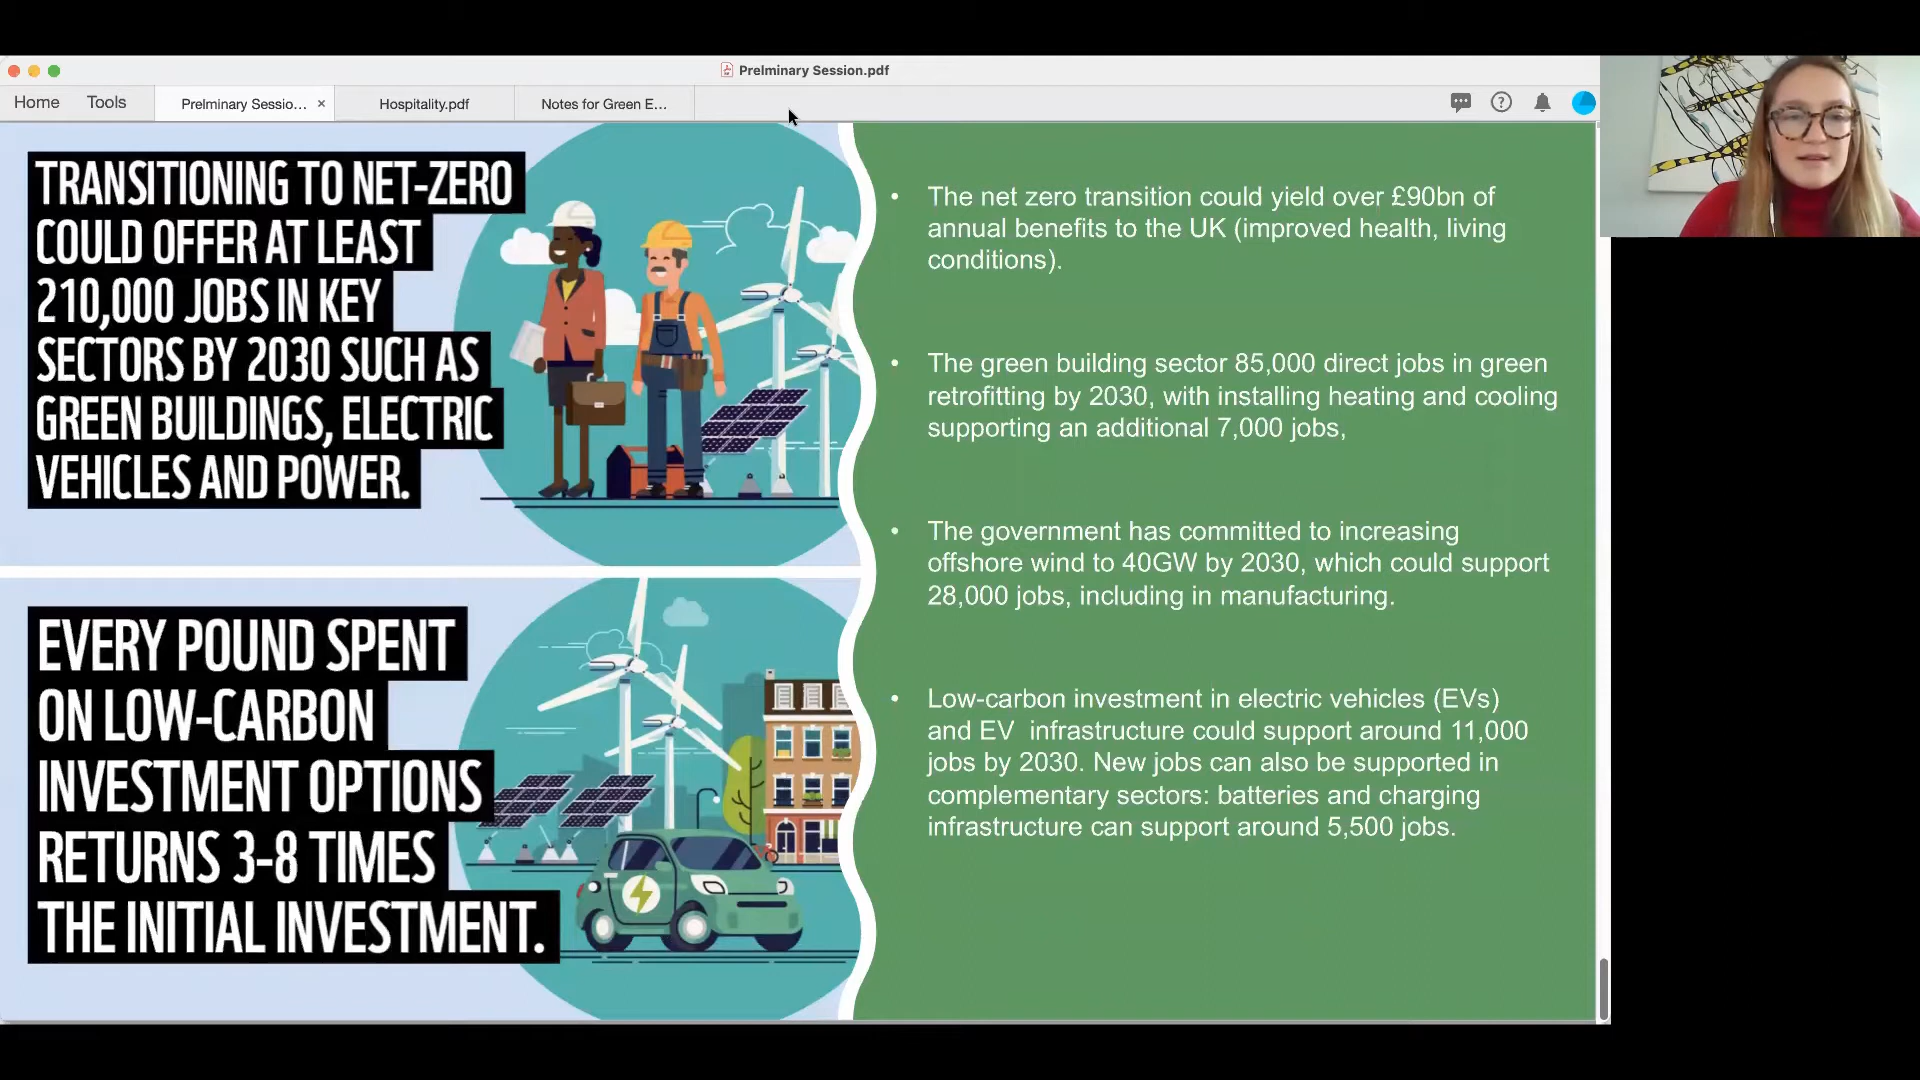 Prelminary Session.pdf
Home
Tools
Prelminary Sessio...
Hospitality.pdf
Notes for Green E...
TRANSITIONING TO NET-ZERO
COULD OFFER AT LEAST
210,000 JOBS IN KEY
SECTORS BY 2030 SUCH AS
GREEN BUILDINGS, ELECTRIC
VEHICLES AND POWER.
EVERY POUND SPENT
ON LOW-CARBON
INVESTMENT OPTIONS
RETURNS 3-8 TIMES
THE INITIAL INVESTMENT.
• The net zero transition could yield over £90bn of
annual benefits to the UK (improved health, living
conditions).
• The green building sector 85,000 direct jobs in green
retrofitting by 2030, with installing heating and cooling
supporting an additional 7,000 jobs,
• The government has committed to increasing
offshore wind to 40GW by 2030, which could support
28,000 jobs, including in manufacturing.
• Low-carbon investment in electric vehicles (EVs)
and EV  infrastructure could support around 11,000
jobs by 2030. New jobs can also be supported in
complementary sectors: batteries and charging
infrastructure can support around 5,500 jobs.